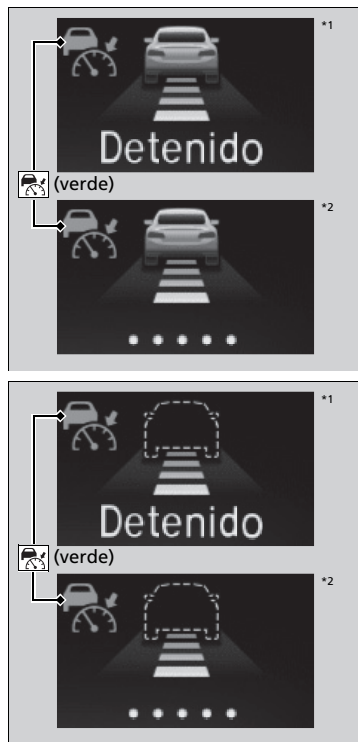 *1
Detenido
(verde)
*2
*1
Detenido
(verde)
*2